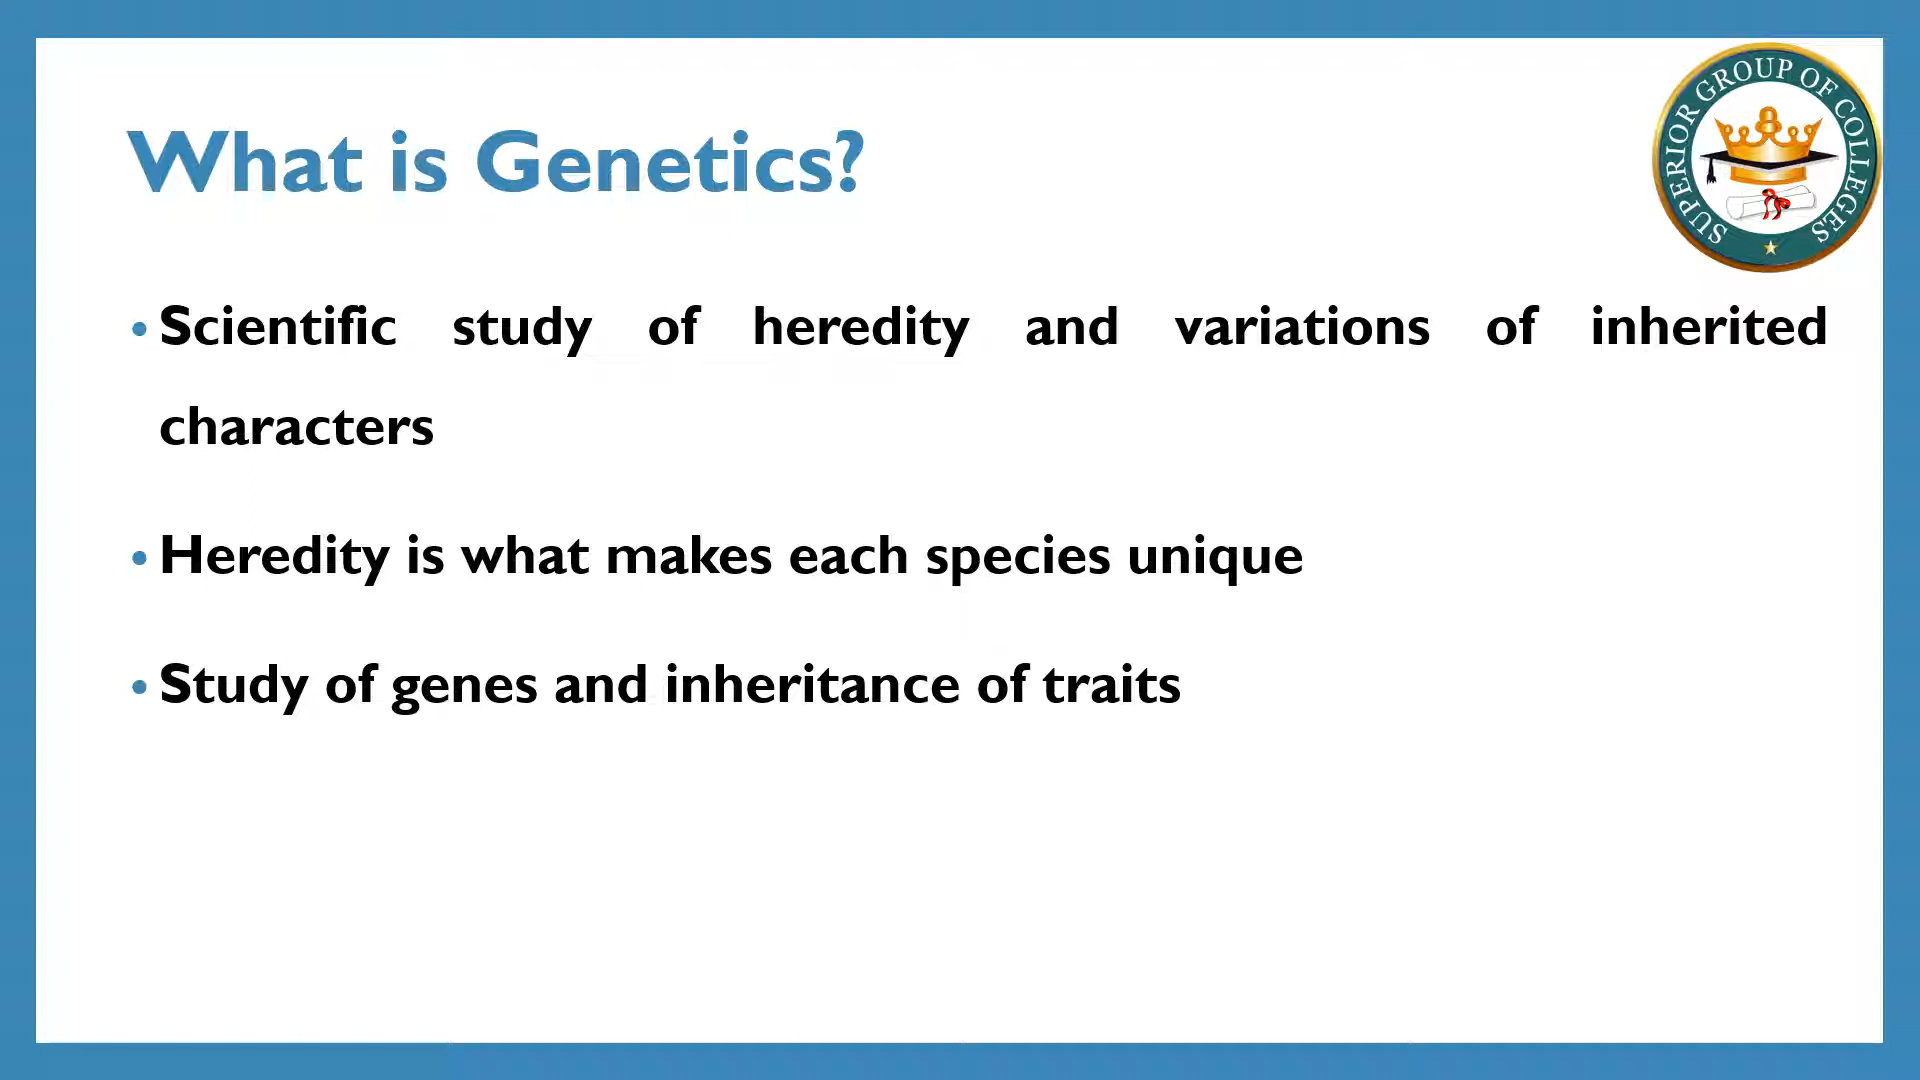 What is Genetics?
SUPERIOR GROUP OF COLLEGES
• Scientific study of heredity and variations of inherited
characters
• Heredity is what makes each species unique
• Study of genes and inheritance of traits